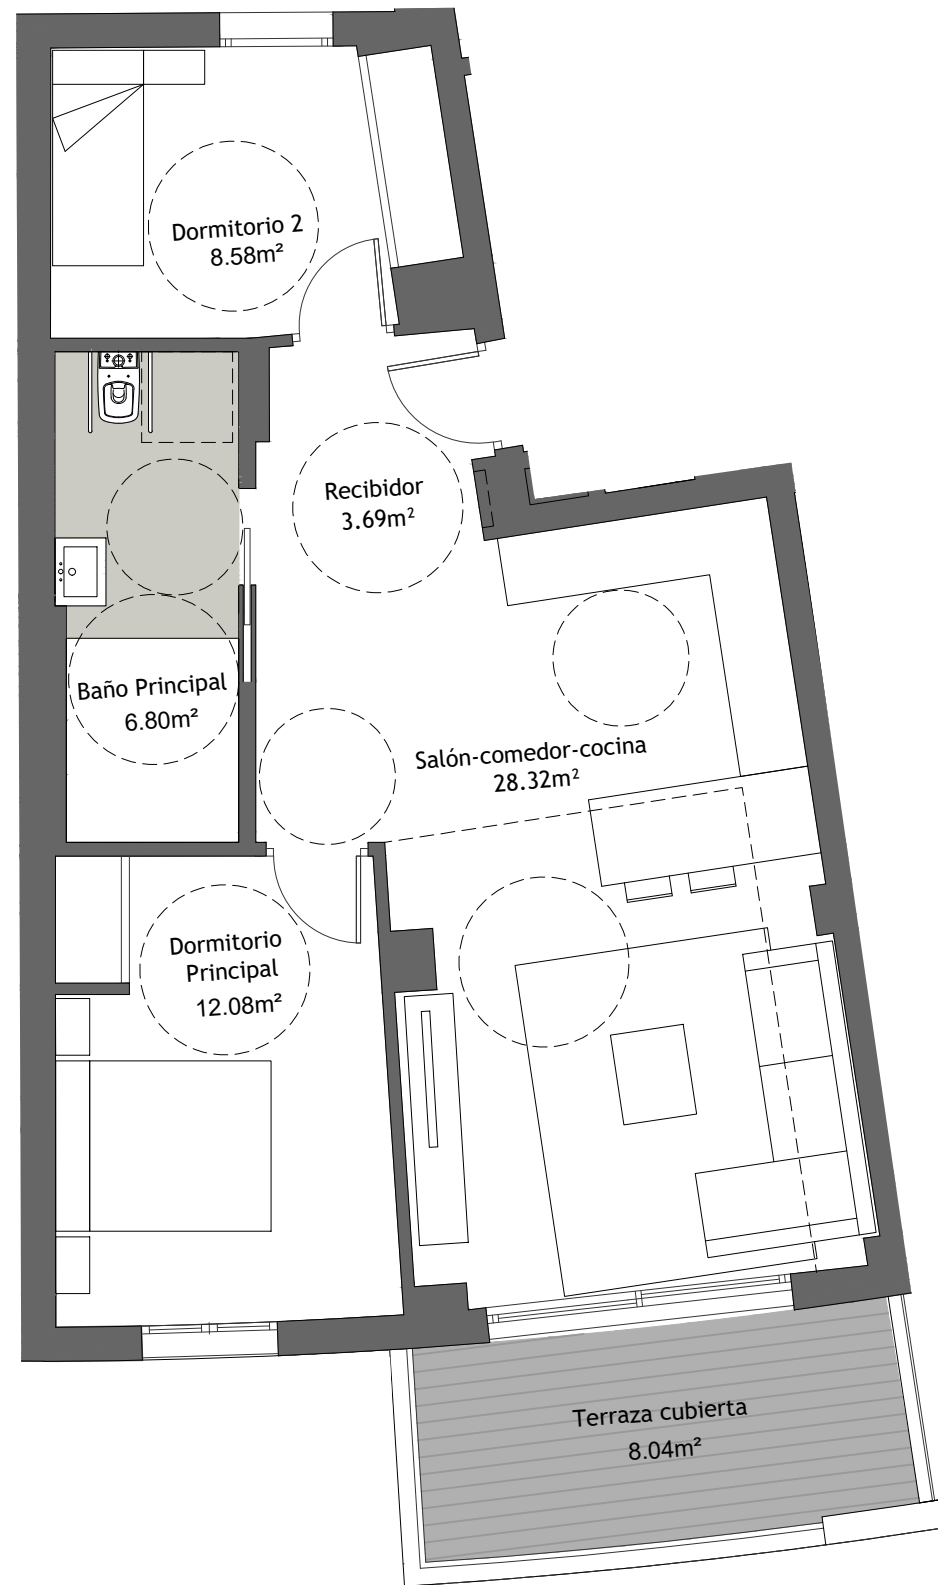 Dormitorio 2
8.58m²
Recibidor
3.69m²
Baño Principal
6.80m²
Salón-comedor-cocina
28.32m²
Dormitorio
Principal
12.08m²
Terraza cubierta
8.04m²